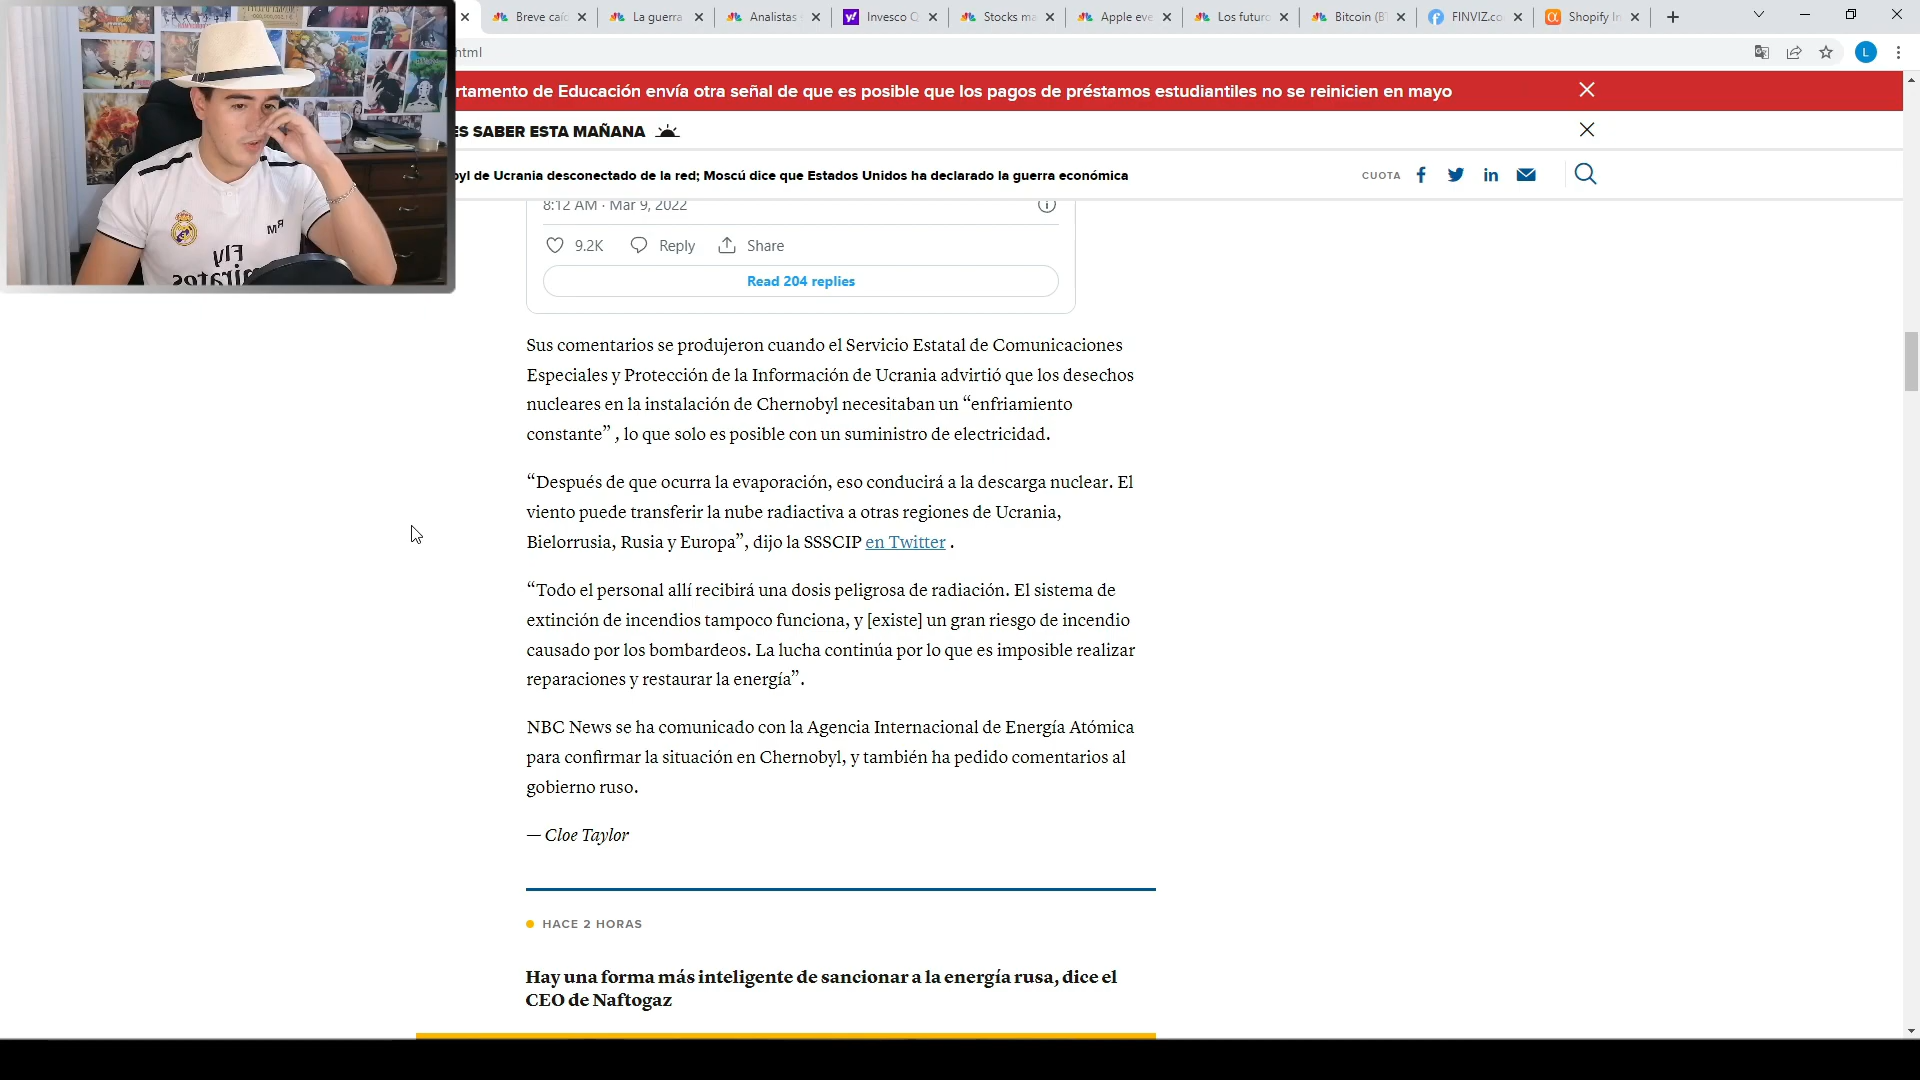 Breve caí
La guerra
Analistas
Invesco Q
Stocks ma
Apple eve
Los futuro
Bitcoin (BT
FINVIZ.co
Shopify In
html
L
rtamento de Educación envía otra señal de que es posible que los pagos de préstamos estudiantiles no se reinicien en mayo
ES SABER ESTA MAÑANA
byl de Ucrania desconectado de la red; Moscú dice que Estados Unidos ha declarado la guerra económica
CUOTA
8:12 AM · Mar 9, 2022
9.2K Reply Share
Read 204 replies
Sus comentarios se produjeron cuando el Servicio Estatal de Comunicaciones
Especiales y Protección de la Información de Ucrania advirtió que los desechos
nucleares en la instalación de Chernobyl necesitaban un “enfriamiento
constante” , lo que solo es posible con un suministro de electricidad.
“Después de que ocurra la evaporación, eso conducirá a la descarga nuclear. El
viento puede transferir la nube radiactiva a otras regiones de Ucrania,
Bielorrusia, Rusia y Europa”, dijo la SSSCIP en Twitter .
“Todo el personal allí recibirá una dosis peligrosa de radiación. El sistema de
extinción de incendios tampoco funciona, y [existe] un gran riesgo de incendio
causado por los bombardeos. La lucha continúa por lo que es imposible realizar
reparaciones y restaurar la energía”.
NBC News se ha comunicado con la Agencia Internacional de Energía Atómica
para confirmar la situación en Chernobyl, y también ha pedido comentarios al
gobierno ruso.
— Cloe Taylor
HACE 2 HORAS
Hay una forma más inteligente de sancionar a la energía rusa, dice el
CEO de Naftogaz